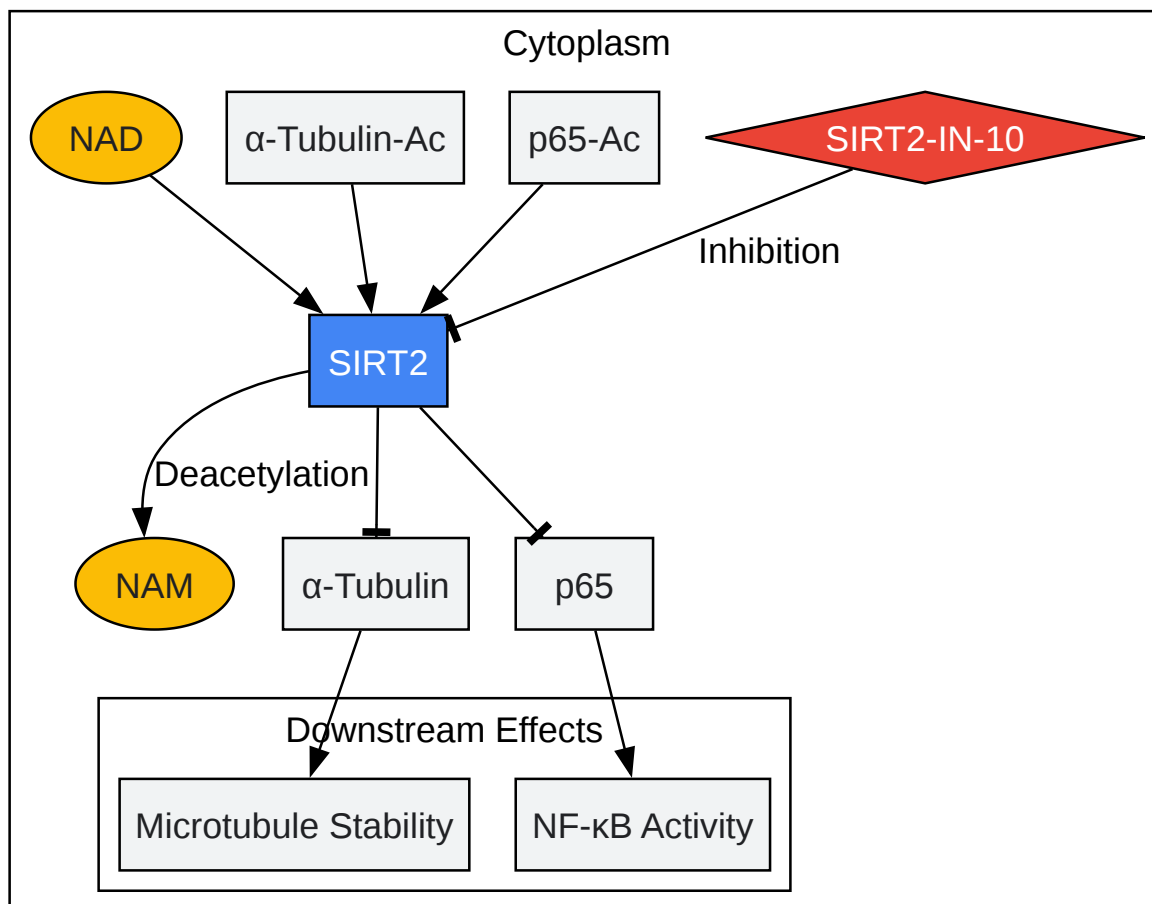 Cytoplasm
NAD
α-Tubulin-Ac
p65-Ac
SIRT2-IN-10
Inhibition
SIRT2
Deacetylation
NAM
α-Tubulin
p65
Downstream Effects
Microtubule Stability
NF-κB Activity